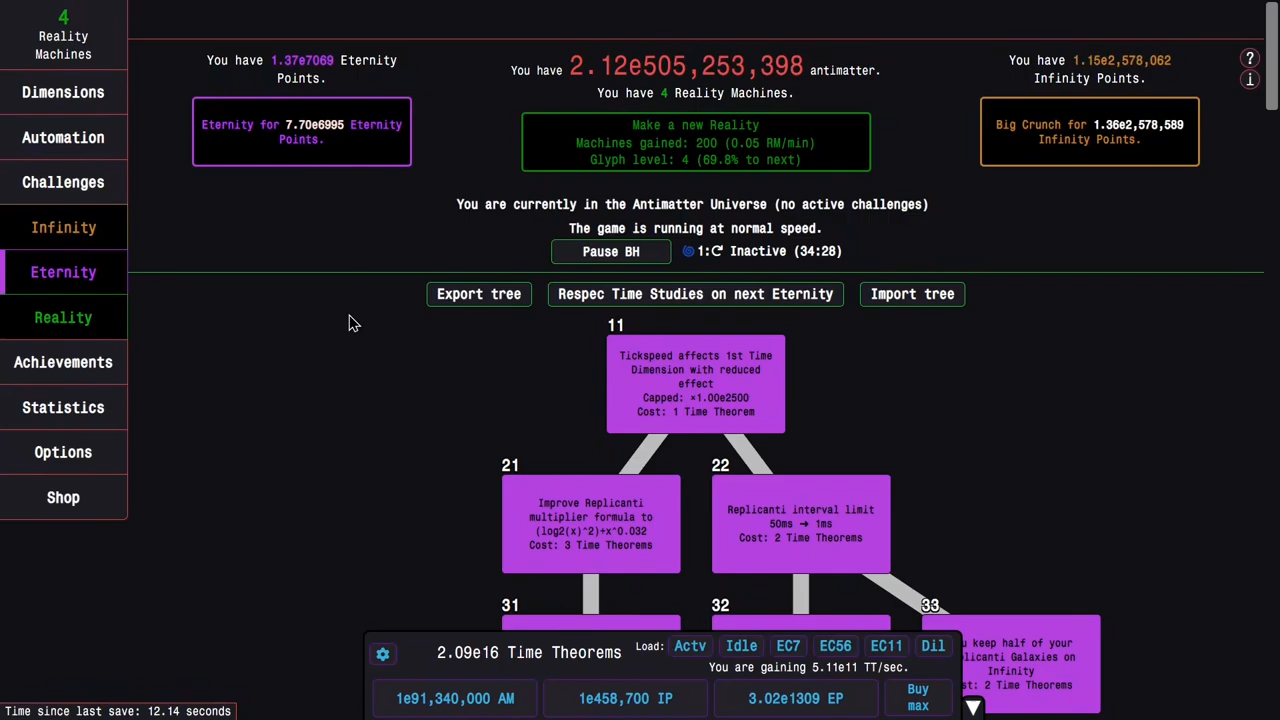 4
Reality
Machines
Dimensions
Automation
Challenges
Infinity
Eternity
Reality
Achievements
Statistics
Options
Shop
You have 1.37e7069 Eternity
Points.
Eternity for 7.70e6995 Eternity
Points.
You have 2.12e505,253,398 antimatter.
You have 4 Reality Machines.
Make a new Reality
Machines gained: 200 (0.05 RM/min)
Glyph level: 4 (69.8% to next)
You have 1.15e2,578,062
Infinity Points.
Big Crunch for 1.36e2,578,589
Infinity Points.
?
i
You are currently in the Antimatter Universe (no active challenges)
The game is running at normal speed.
Pause BH
1: Inactive (34:28)
Export tree
Respec Time Studies on next Eternity
Import tree
11
Tickspeed affects 1st Time
Dimension with reduced
effect
Capped: ×1.00e2500
Cost: 1 Time Theorem
21
Improve Replicanti
multiplier formula to
(log2(x)^2)+x^0.032
Cost: 3 Time Theorems
22
Replicanti interval limit
50ms ➜ 1ms
Cost: 2 Time Theorems
31
32
33
keep half of your
Galaxies on
Infinity
2 Time Theorems
2.09e16 Time Theorems
Load: Actv Idle EC7 EC56 EC11 Dil
You are gaining 5.11e11 TT/sec.
1e91,340,000 AM
1e458,700 IP
3.02e1309 EP
Buy
max
Time since last save: 12.14 seconds